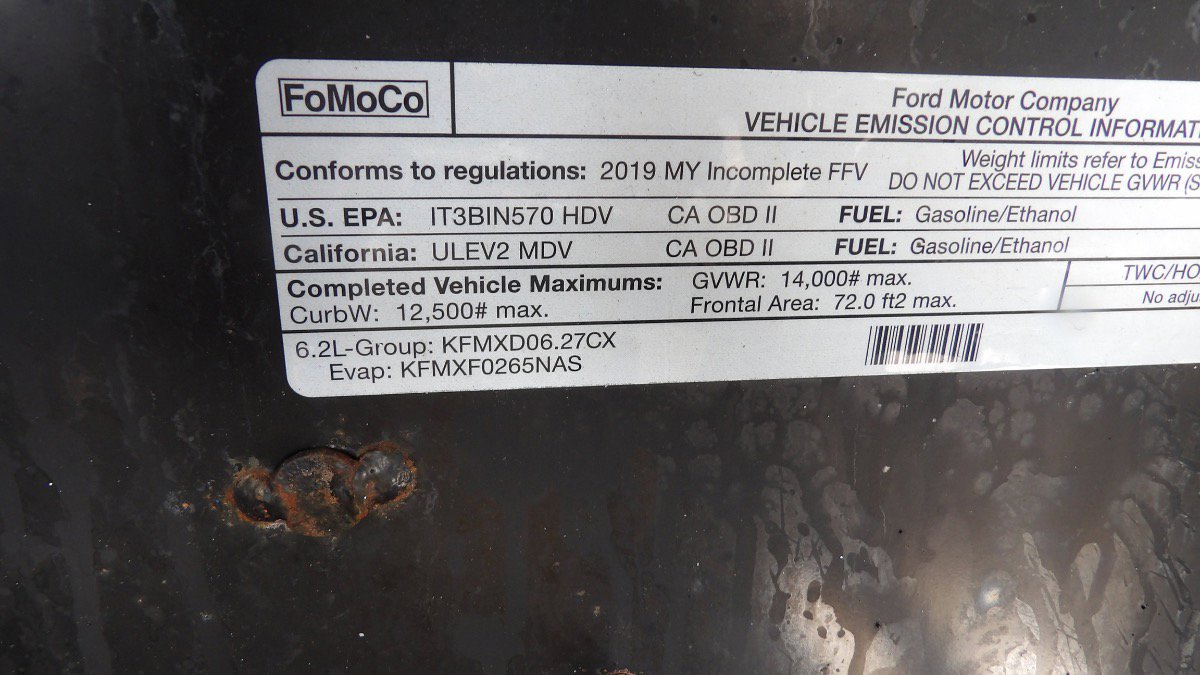 FoMoCo
Ford Motor Company
VEHICLE EMISSION CONTROL
Conforms to regulations: 2019 MY Incomplete FFV
Weight limits refer to
DO NOT EXCEED VEHICLE GVWR
U.S. EPA: IT3BIN570 HDV CA OBD II FUEL: Gasoline/Ethanol
California: ULEV2 MDV CA OBD II FUEL: Gasoline/Ethanol
Completed Vehicle Maximums: GVWR: 14,000# max.
CurbW: 12,500# max. Frontal Area: 72.0 ft2 max.
TWC/HO
No
6.2L-Group: KFMXD06.27CX
Evap: KFMXF0265NAS